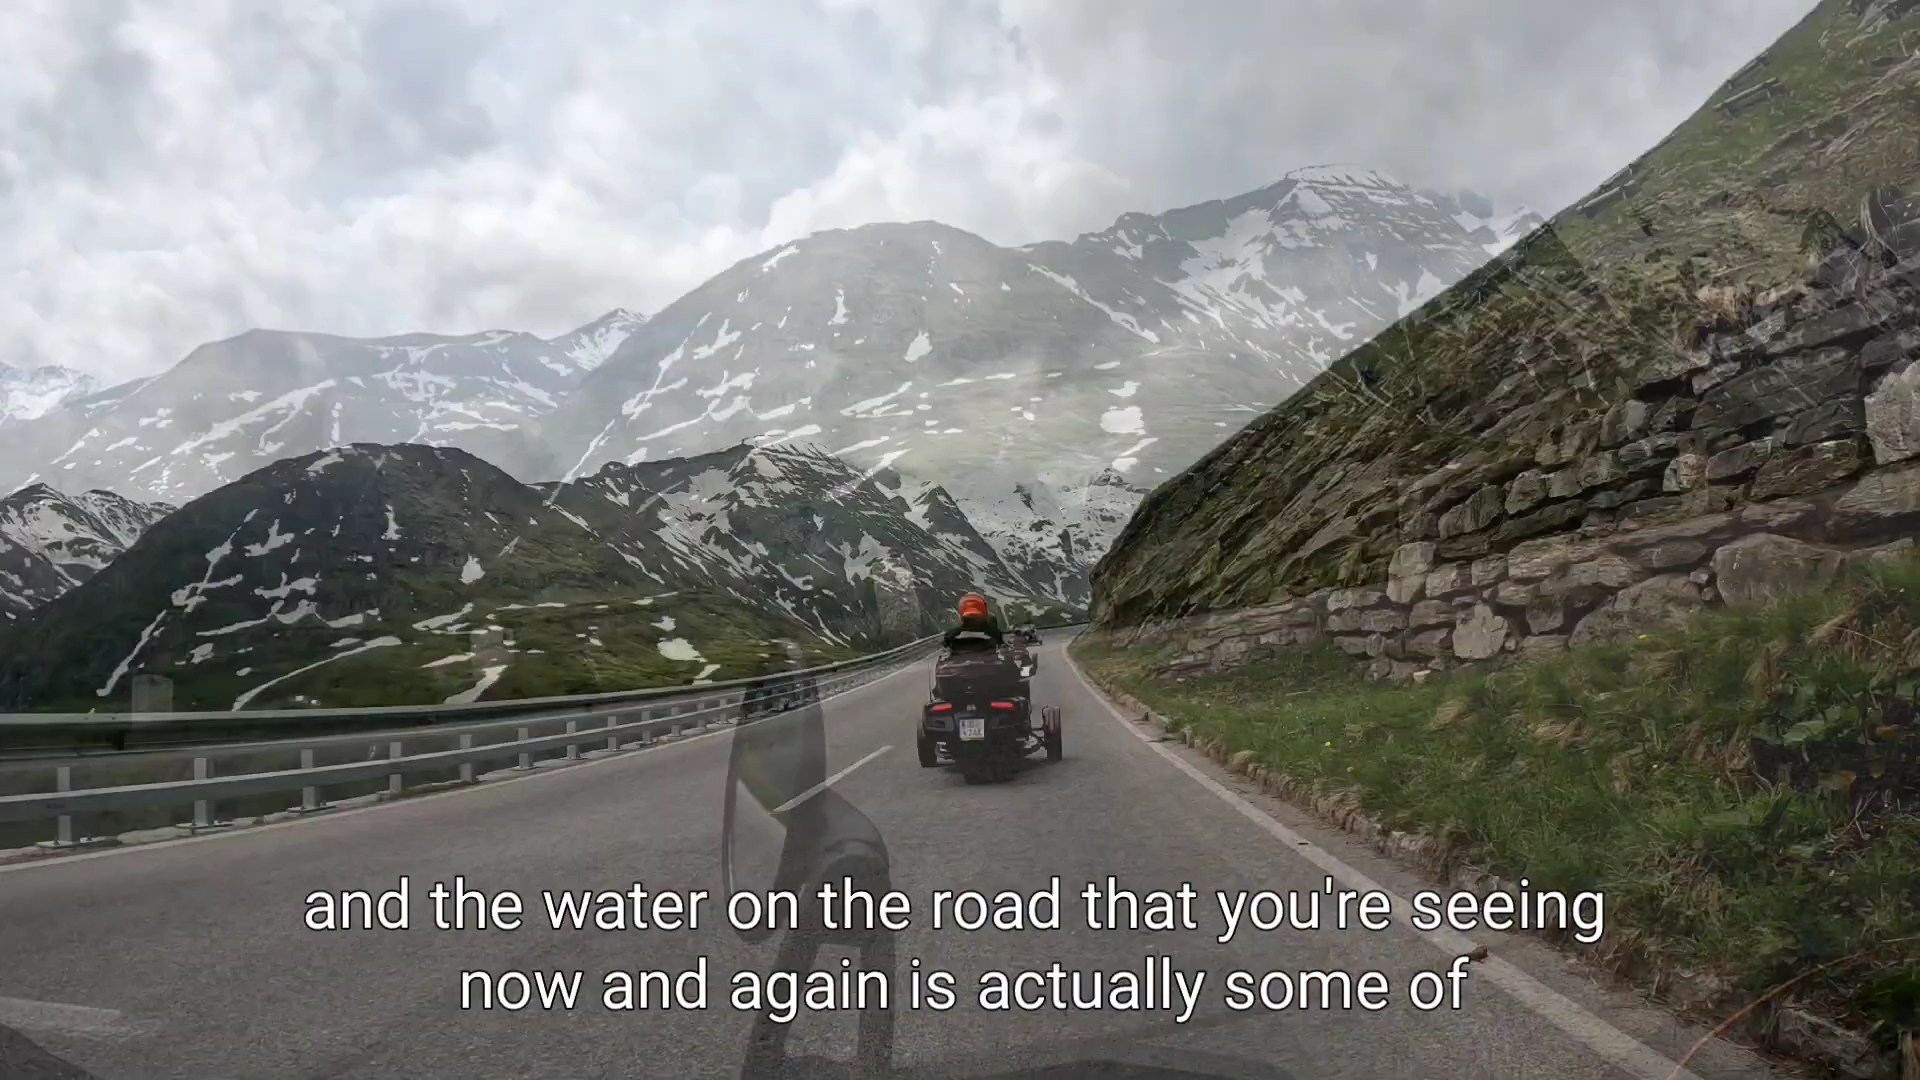 and the water on the road that you're seeing
now and again is actually some of